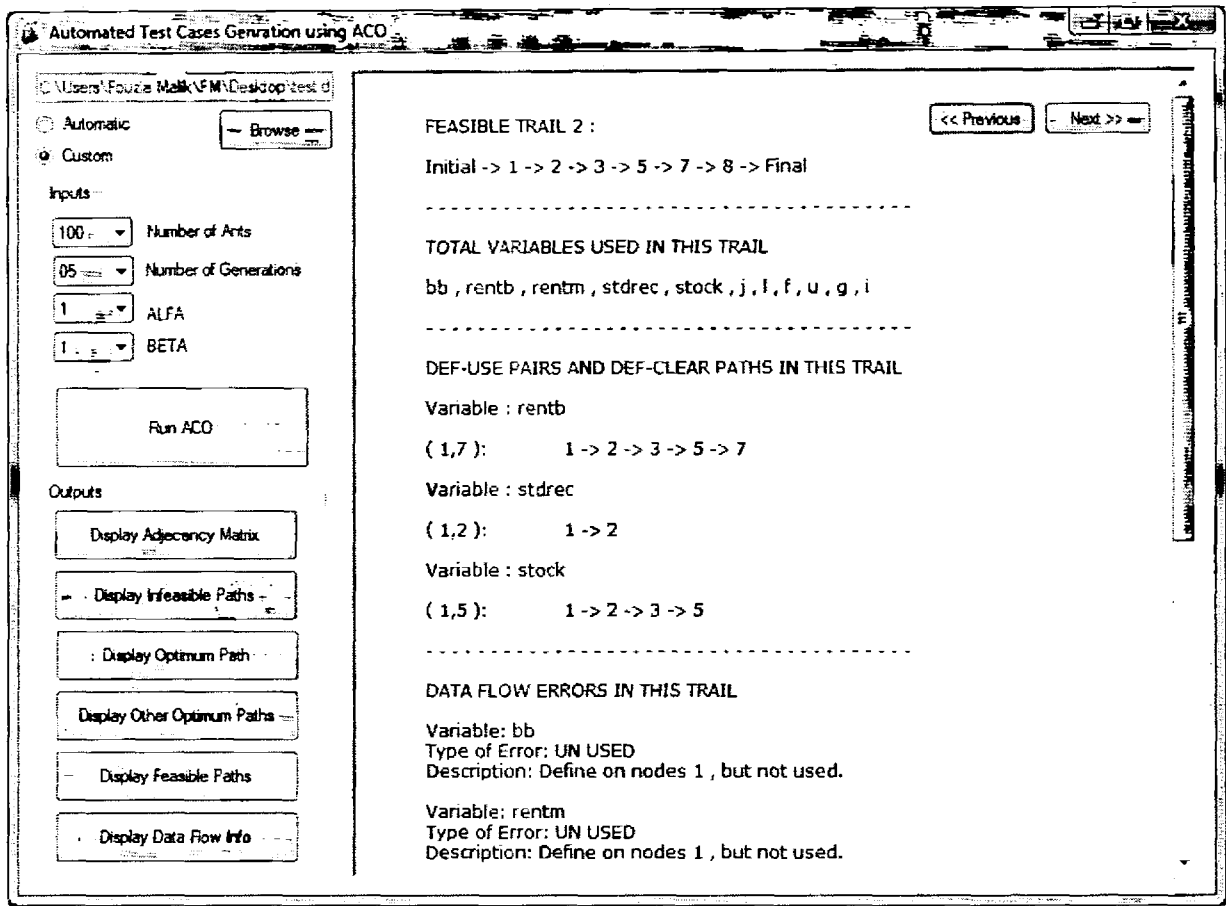 Automated Test Cases Genration using ACO
C:\Users\Fouzia Malik\FM\Desktop\test d
Automatic
Browse
Custom
Inputs
100
Number of Ants
05
Number of Generations
1
ALFA
1
BETA
Run ACO
Outputs
Display Adjecency Matrix
Display Infeasible Paths
Display Optimum Path
Display Other Optimum Paths
Display Feasible Paths
Display Data Flow Info
<< Previous
Next >>
FEASIBLE TRAIL 2 :
Initial -> 1 -> 2 -> 3 -> 5 -> 7 -> 8 -> Final
- - - - - - - - - - - - - - - - - - - - - - - - - - - - - - - - - - - - - - - -
TOTAL VARIABLES USED IN THIS TRAIL
bb , rentb , rentm , stdrec , stock , j , l , f , u , g , i
- - - - - - - - - - - - - - - - - - - - - - - - - - - - - - - - - - - - - - - -
DEF-USE PAIRS AND DEF-CLEAR PATHS IN THIS TRAIL
Variable : rentb
( 1,7 ): 1 -> 2 -> 3 -> 5 -> 7
Variable : stdrec
( 1,2 ): 1 -> 2
Variable : stock
( 1,5 ): 1 -> 2 -> 3 -> 5
- - - - - - - - - - - - - - - - - - - - - - - - - - - - - - - - - - - - - - - -
DATA FLOW ERRORS IN THIS TRAIL
Variable: bb
Type of Error: UN USED
Description: Define on nodes 1 , but not used.
Variable: rentm
Type of Error: UN USED
Description: Define on nodes 1 , but not used.